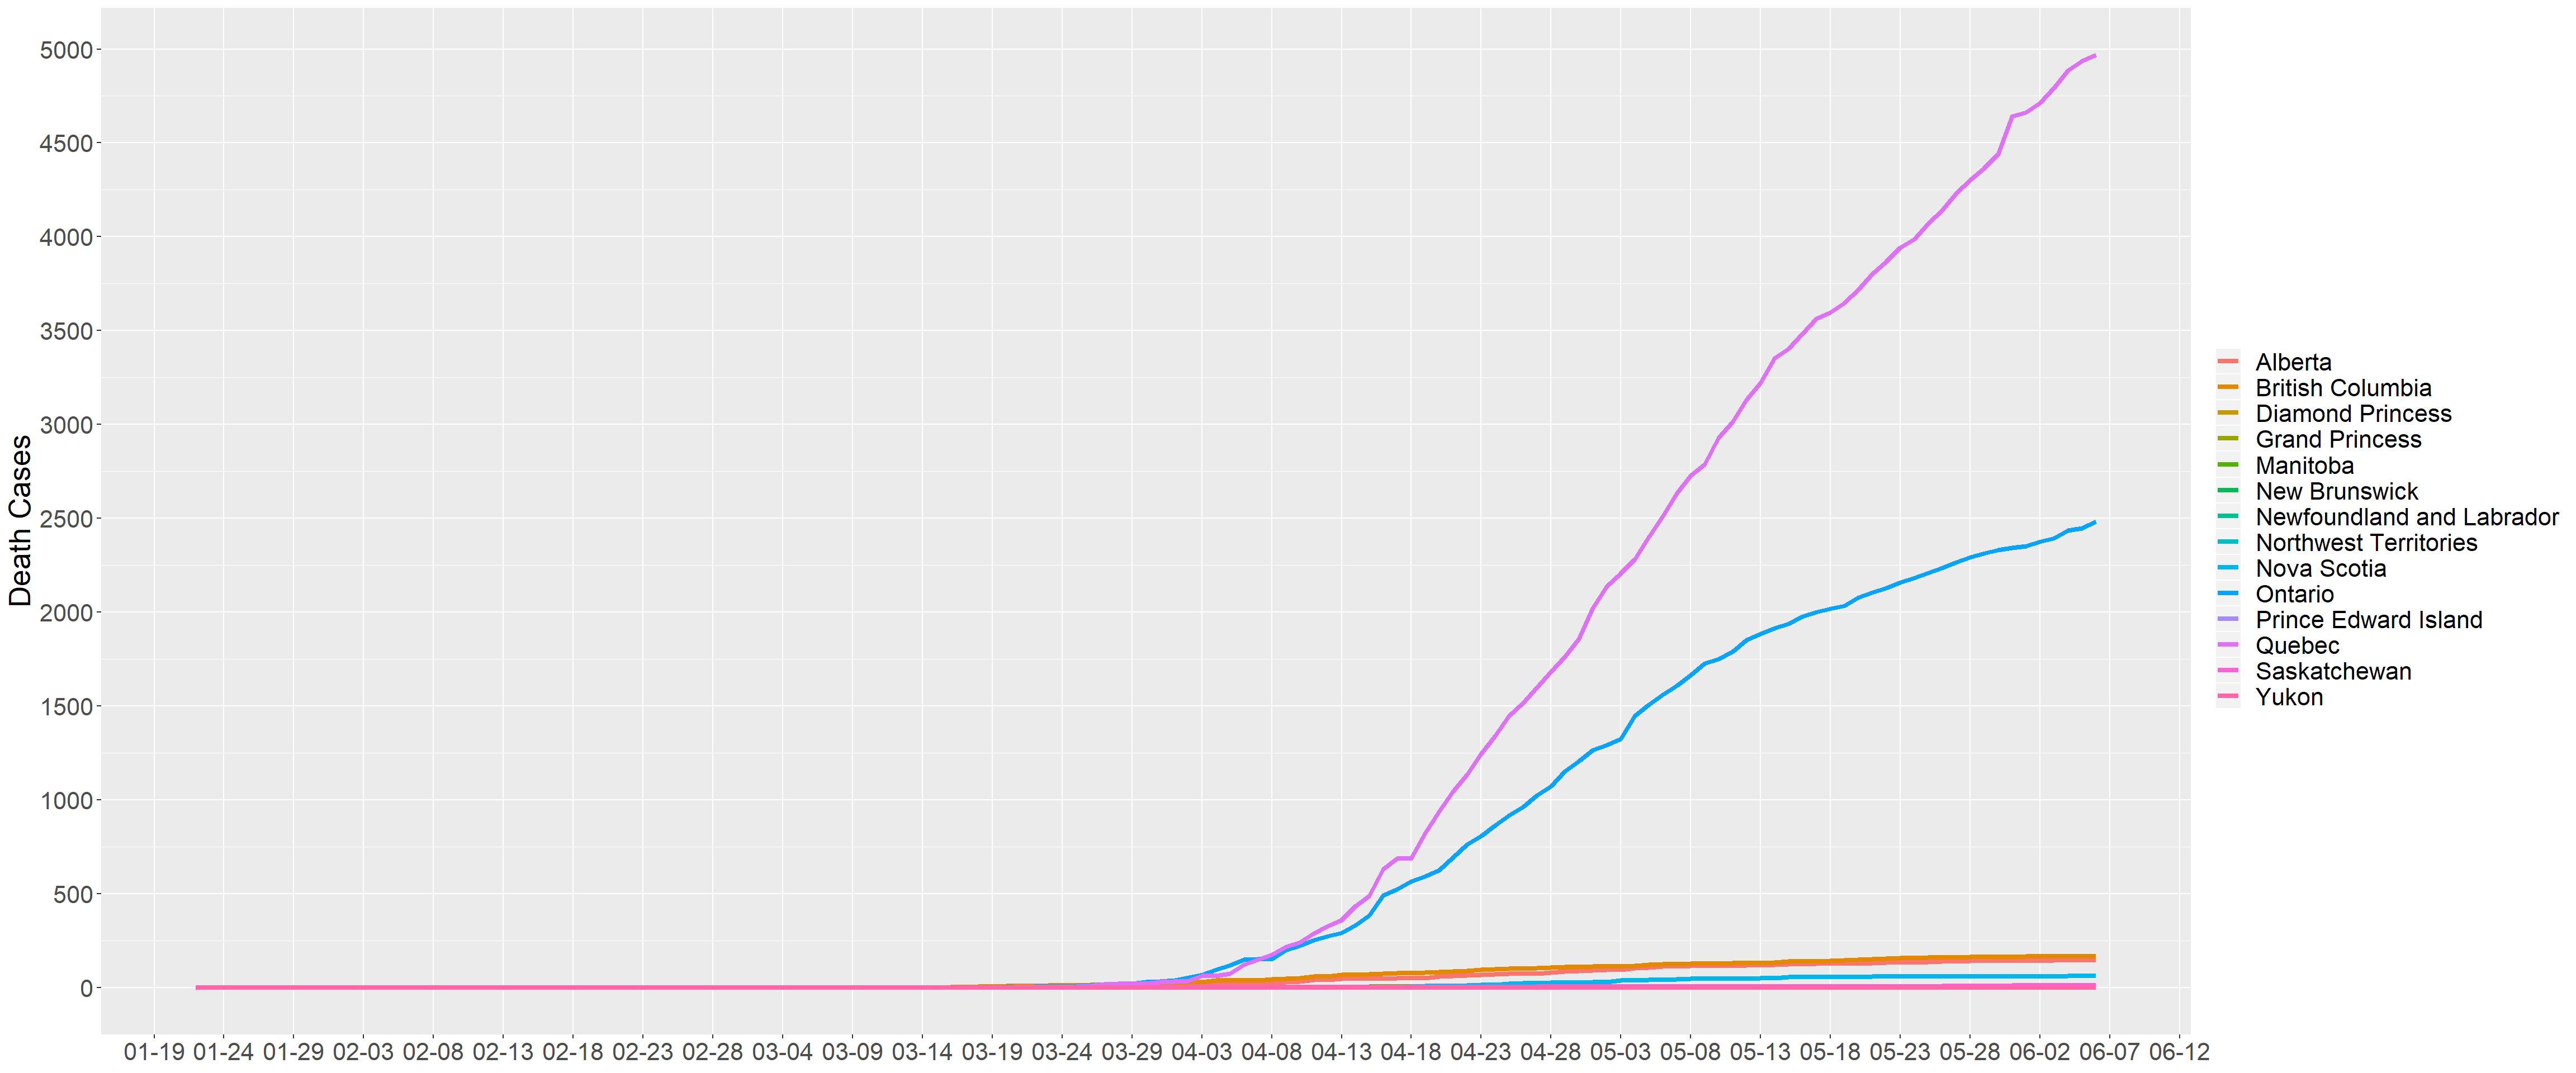 Death Cases
5000
4500
4000
3500
3000
2500
2000
1500
1000
500
0
01-19 01-24 01-29 02-03 02-08 02-13 02-18 02-23 02-28 03-04 03-09 03-14 03-19 03-24 03-29 04-03 04-08 04-13 04-18 04-23 04-28 05-03 05-08 05-13 05-18 05-23 05-28 06-02 06-07 06-12
Alberta
British Columbia
Diamond Princess
Grand Princess
Manitoba
New Brunswick
Newfoundland and Labrador
Northwest Territories
Nova Scotia
Ontario
Prince Edward Island
Quebec
Saskatchewan
Yukon